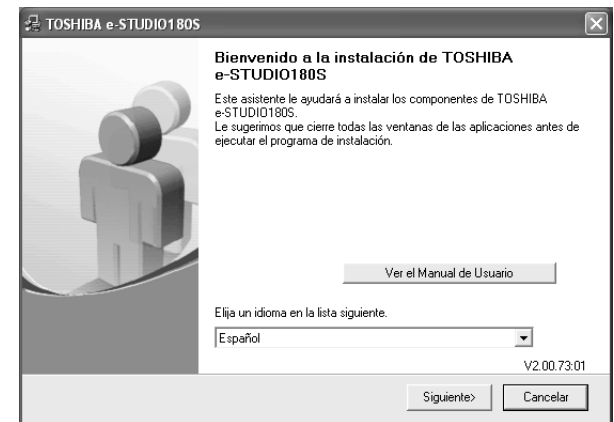 TOSHIBA e-STUDIO180S
Bienvenido a la instalación de TOSHIBA
e-STUDIO180S
Este asistente le ayudará a instalar los componentes de TOSHIBA
e-STUDIO180S.
Le sugerimos que cierre todas las ventanas de las aplicaciones antes de
ejecutar el programa de instalación.
Ver el Manual de Usuario
Elija un idioma en la lista siguiente.
Español
V2.00.73:01
Siguiente>
Cancelar